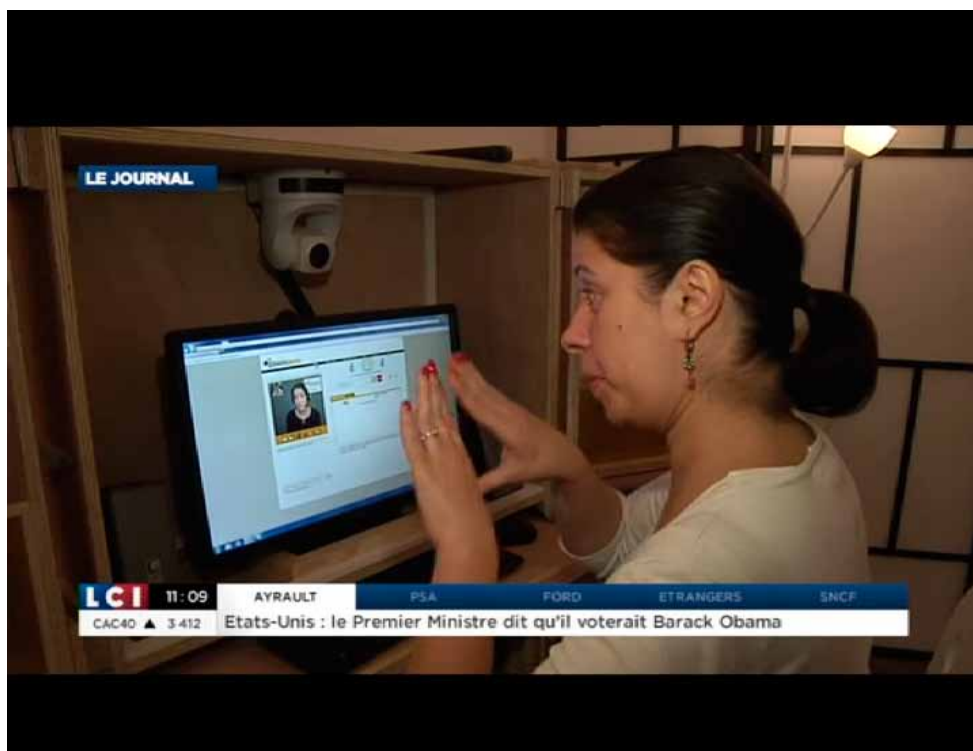 LE JOURNAL
LCI 11:09 AYRAULT PSA FORD ETRANGERS SNCF
CAC40 ▲ 3 412 Etats-Unis : le Premier Ministre dit qu'il voterait Barack Obama